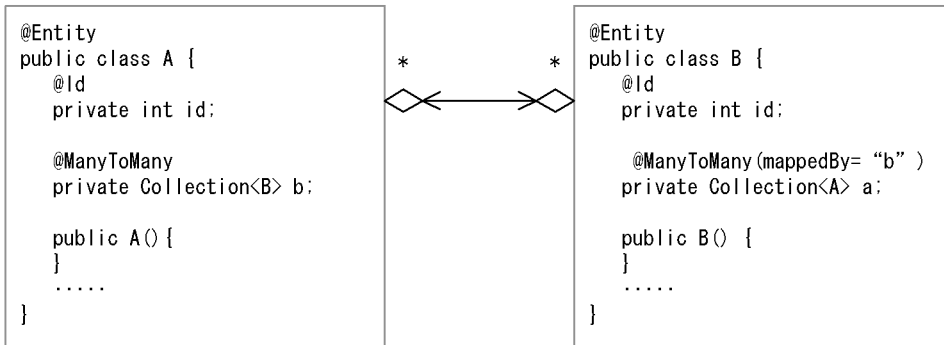 @Entity
public class A {
@Id
private int id;
@ManyToMany
private Collection<B> b;
public A(){
}
.....
}
* *
@Entity
public class B {
@Id
private int id;
@ManyToMany(mappedBy= “b” )
private Collection<A> a;
public B() {
}
.....
}